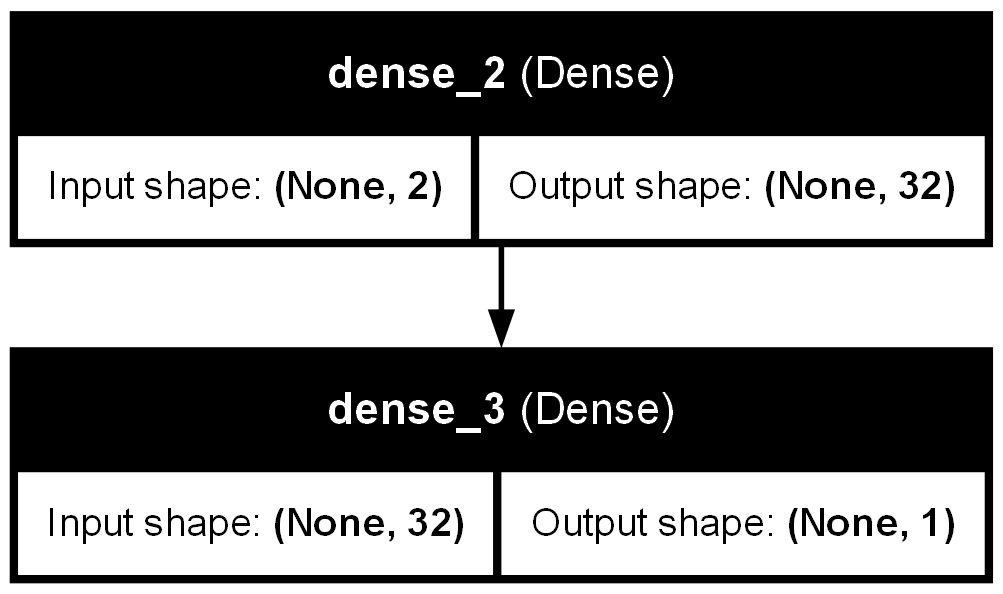 dense_2 (Dense)
Input shape: (None, 2) Output shape: (None, 32)
dense_3 (Dense)
Input shape: (None, 32) Output shape: (None, 1)